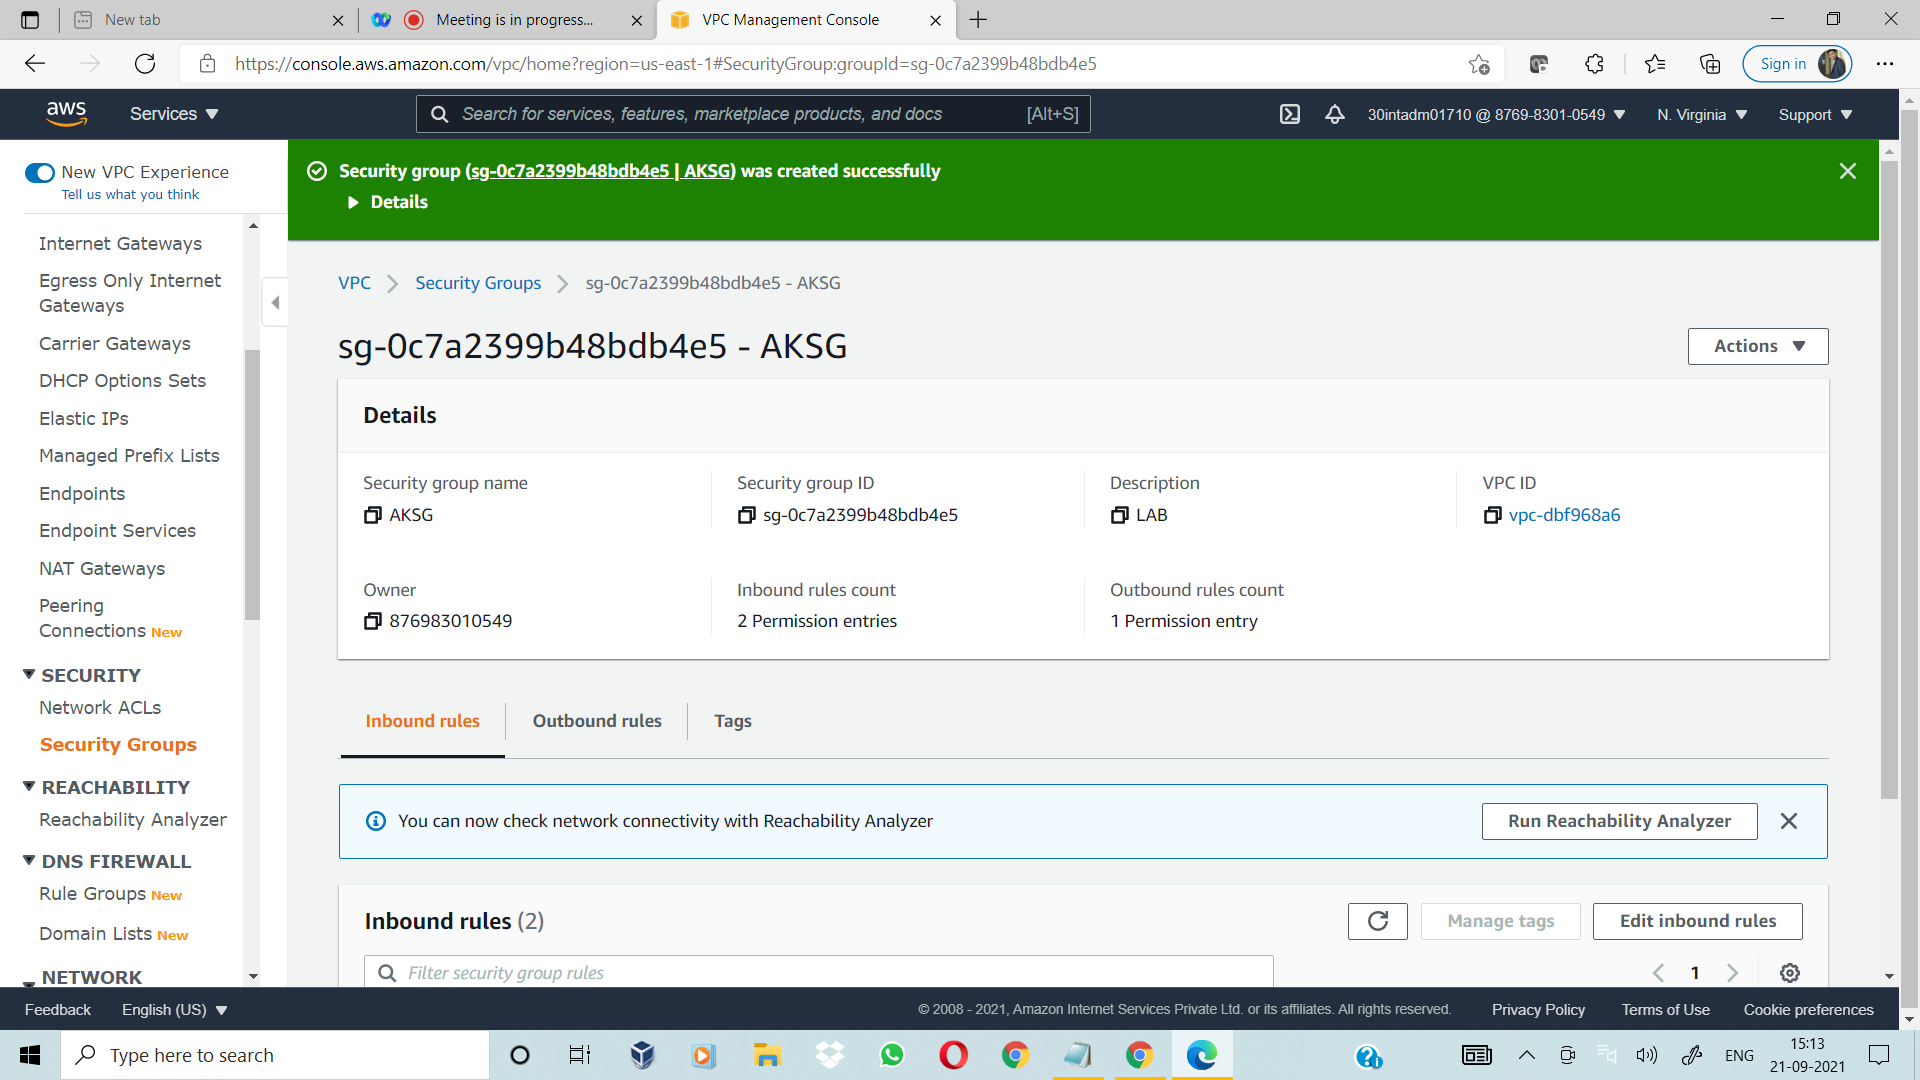 New tab
Meeting is in progress...
VPC Management Console
https://console.aws.amazon.com/vpc/home?region=us-east-1#SecurityGroup:groupId=sg-0c7a2399b48bdb4e5
Sign in
aws
Services
Search for services, features, marketplace products, and docs
[Alt+S]
30intadm01710 @ 8769-8301-0549
N. Virginia
Support
New VPC Experience
Tell us what you think
Internet Gateways
Egress Only Internet
Gateways
Carrier Gateways
DHCP Options Sets
Elastic IPs
Managed Prefix Lists
Endpoints
Endpoint Services
NAT Gateways
Peering
Connections New
SECURITY
Network ACLs
Security Groups
REACHABILITY
Reachability Analyzer
DNS FIREWALL
Rule Groups New
Domain Lists New
NETWORK
Security group (sg-0c7a2399b48bdb4e5 | AKSG) was created successfully
Details
VPC
Security Groups
sg-0c7a2399b48bdb4e5 - AKSG
sg-0c7a2399b48bdb4e5 - AKSG
Actions
Details
Security group name
AKSG
Security group ID
sg-0c7a2399b48bdb4e5
Description
LAB
VPC ID
vpc-dbf968a6
Owner
876983010549
Inbound rules count
2 Permission entries
Outbound rules count
1 Permission entry
Inbound rules
Outbound rules
Tags
You can now check network connectivity with Reachability Analyzer
Run Reachability Analyzer
Inbound rules (2)
Manage tags
Edit inbound rules
Filter security group rules
1
Feedback
English (US)
© 2008 - 2021, Amazon Internet Services Private Ltd. or its affiliates. All rights reserved.
Privacy Policy
Terms of Use
Cookie preferences
Type here to search
ENG
15:13
21-09-2021